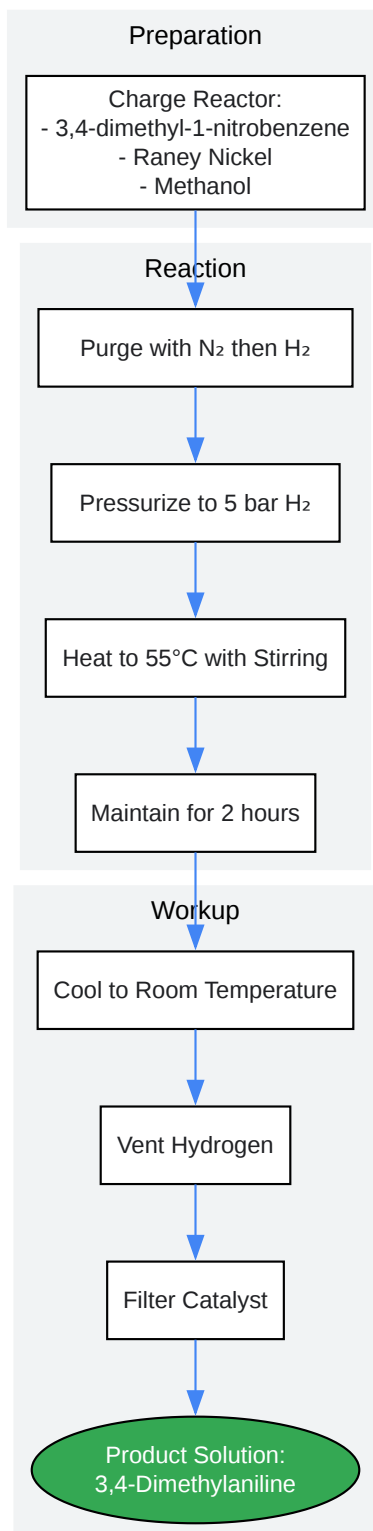 Preparation
Charge Reactor:
- 3,4-dimethyl-1-nitrobenzene
- Raney Nickel
- Methanol
Reaction
Purge with N₂ then H₂
Pressurize to 5 bar H₂
Heat to 55°C with Stirring
Maintain for 2 hours
Workup
Cool to Room Temperature
Vent Hydrogen
Filter Catalyst
Product Solution:
3,4-Dimethylaniline